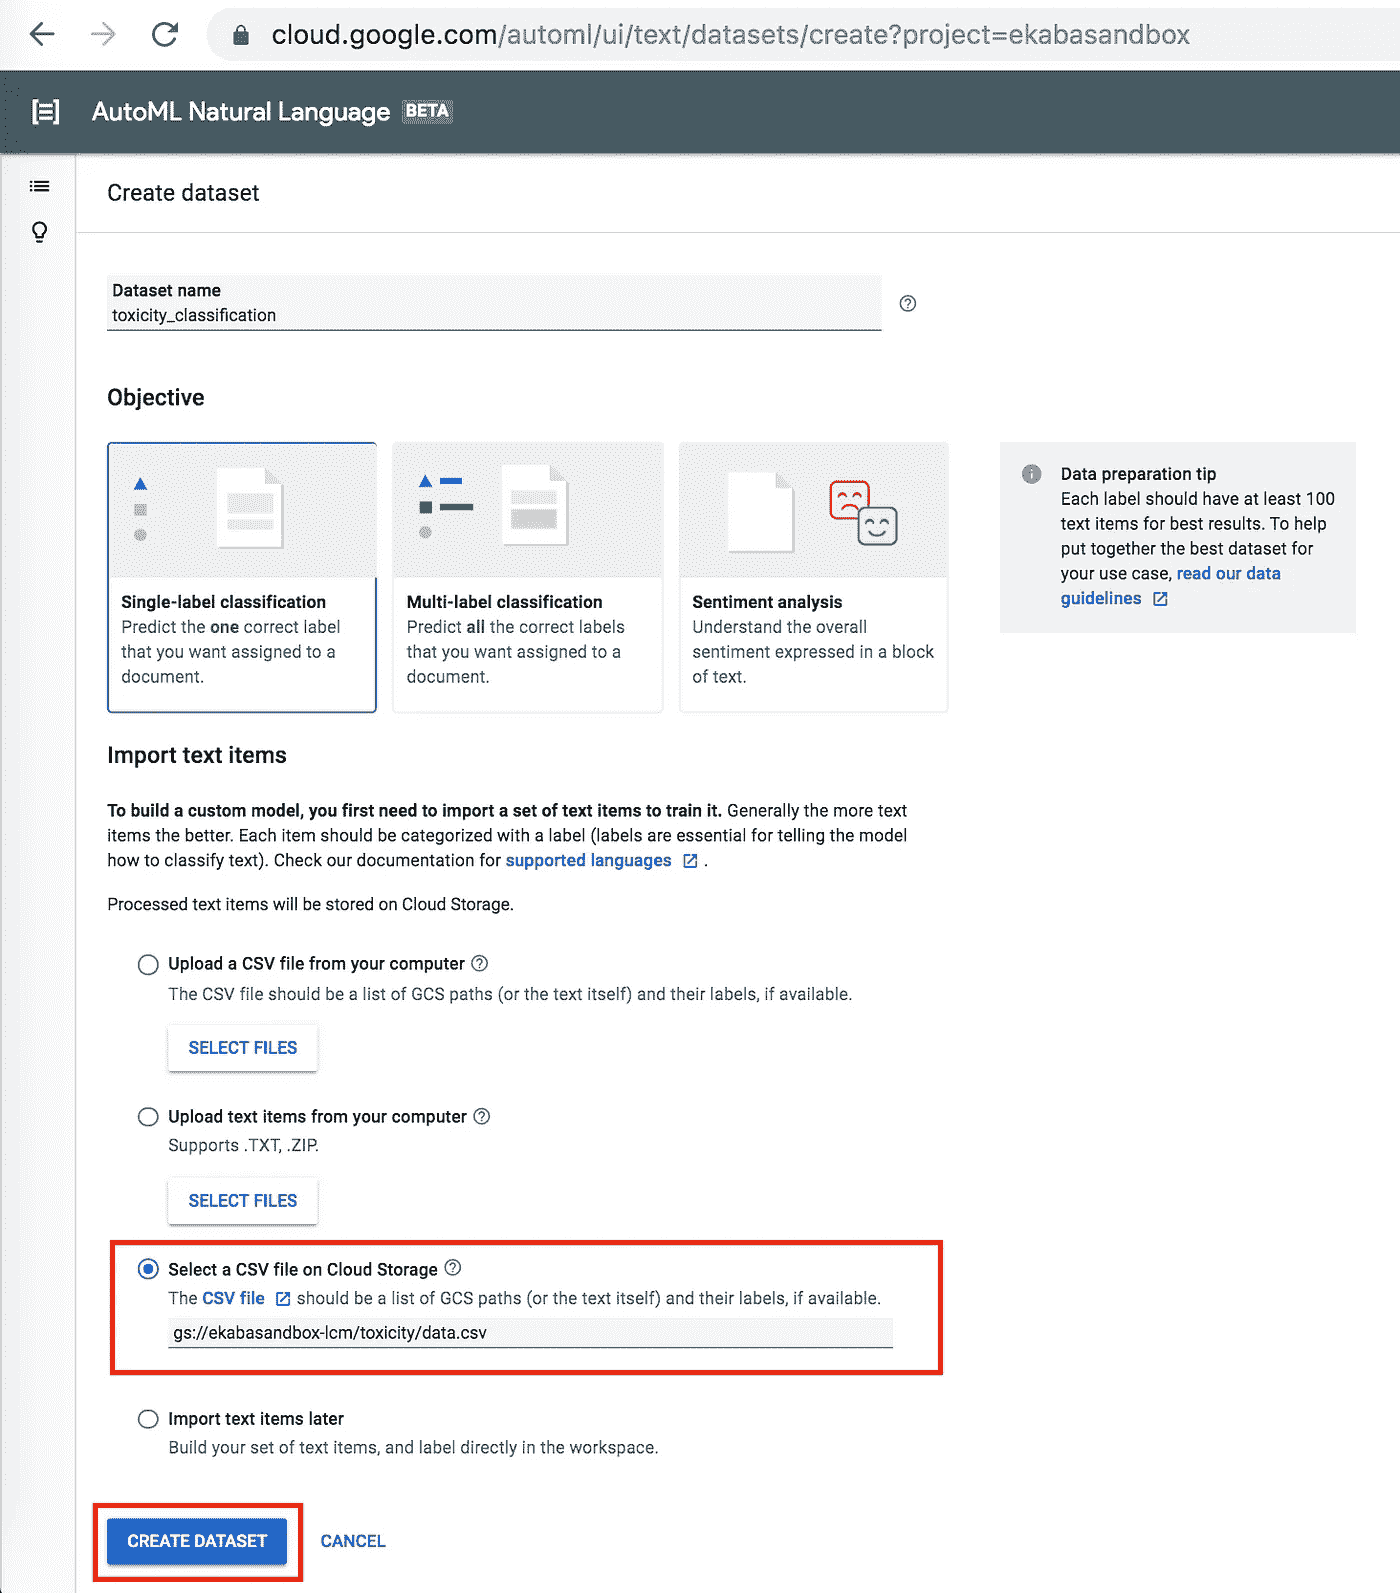 cloud.google.com/automl/ui/text/datasets/create?project=ekabasandbox
AutoML Natural Language BETA
Create dataset
Dataset name
toxicity_classification
Objective
Single-label classification
Predict the one correct label
that you want assigned to a
document.
Multi-label classification
Predict all the correct labels
that you want assigned to a
document.
Sentiment analysis
Understand the overall
sentiment expressed in a block
of text.
Data preparation tip
Each label should have at least 100
text items for best results. To help
put together the best dataset for
your use case, read our data
guidelines
Import text items
To build a custom model, you first need to import a set of text items to train it. Generally the more text
items the better. Each item should be categorized with a label (labels are essential for telling the model
how to classify text). Check our documentation for supported languages .
Processed text items will be stored on Cloud Storage.
Upload a CSV file from your computer
The CSV file should be a list of GCS paths (or the text itself) and their labels, if available.
SELECT FILES
Upload text items from your computer
Supports .TXT, .ZIP.
SELECT FILES
Select a CSV file on Cloud Storage
The CSV file should be a list of GCS paths (or the text itself) and their labels, if available.
gs://ekabasandbox-lcm/toxicity/data.csv
Import text items later
Build your set of text items, and label directly in the workspace.
CREATE DATASET CANCEL